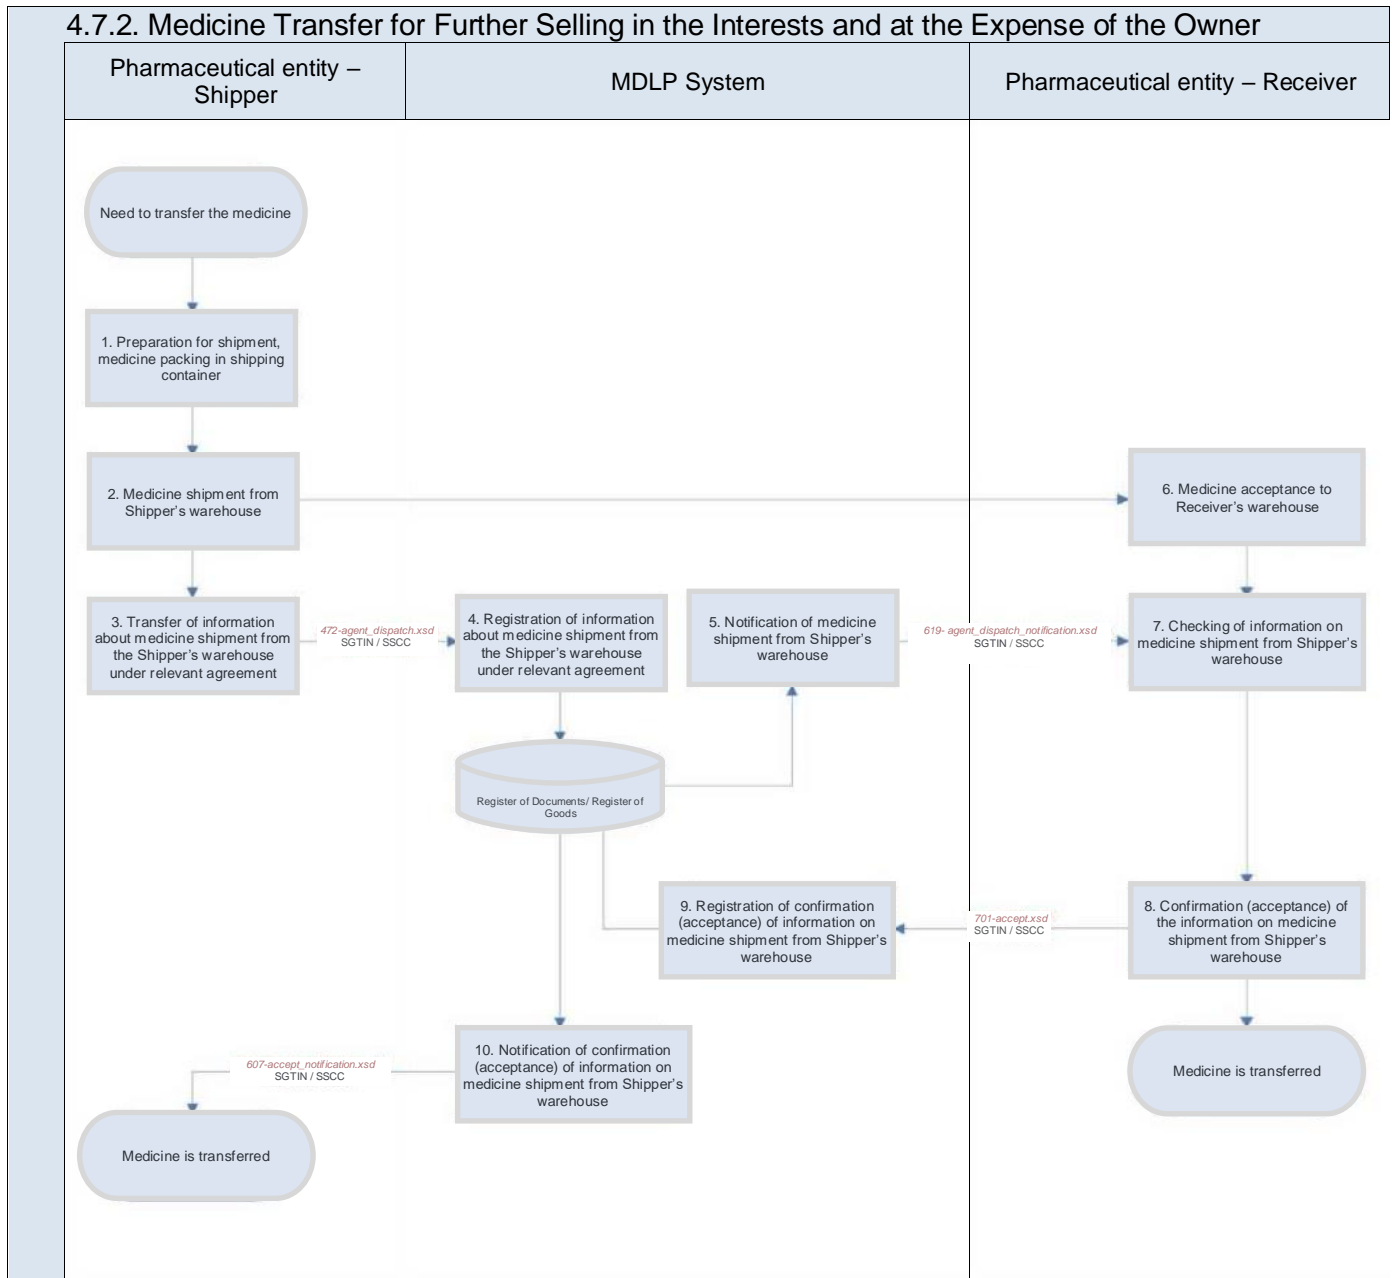 4.7.2. Medicine Transfer for Further Selling in the Interests and at the Expense of the Owner
Pharmaceutical entity –
Shipper
MDLP System
Pharmaceutical entity – Receiver
Need to transfer the medicine
1. Preparation for shipment,
medicine packing in shipping
container
2. Medicine shipment from
Shipper's warehouse
6. Medicine acceptance to
Receiver's warehouse
3. Transfer of information
about medicine shipment from
the Shipper's warehouse
under relevant agreement
472-agent_dispatch.xsd
SGTIN / SSCC
4. Registration of information
about medicine shipment from
the Shipper's warehouse
under relevant agreement
5. Notification of medicine
shipment from Shipper's
warehouse
619- agent_dispatch_notification.xsd
SGTIN / SSCC
7. Checking of information on
medicine shipment from Shipper's
warehouse
Register of Documents/ Register of
Goods
9. Registration of confirmation
(acceptance) of information on
medicine shipment from Shipper's
warehouse
701-accept.xsd
SGTIN / SSCC
8. Confirmation (acceptance) of
the information on medicine
shipment from Shipper's
warehouse
10. Notification of confirmation
(acceptance) of information on
medicine shipment from Shipper's
warehouse
607-accept_notification.xsd
SGTIN / SSCC
Medicine is transferred
Medicine is transferred